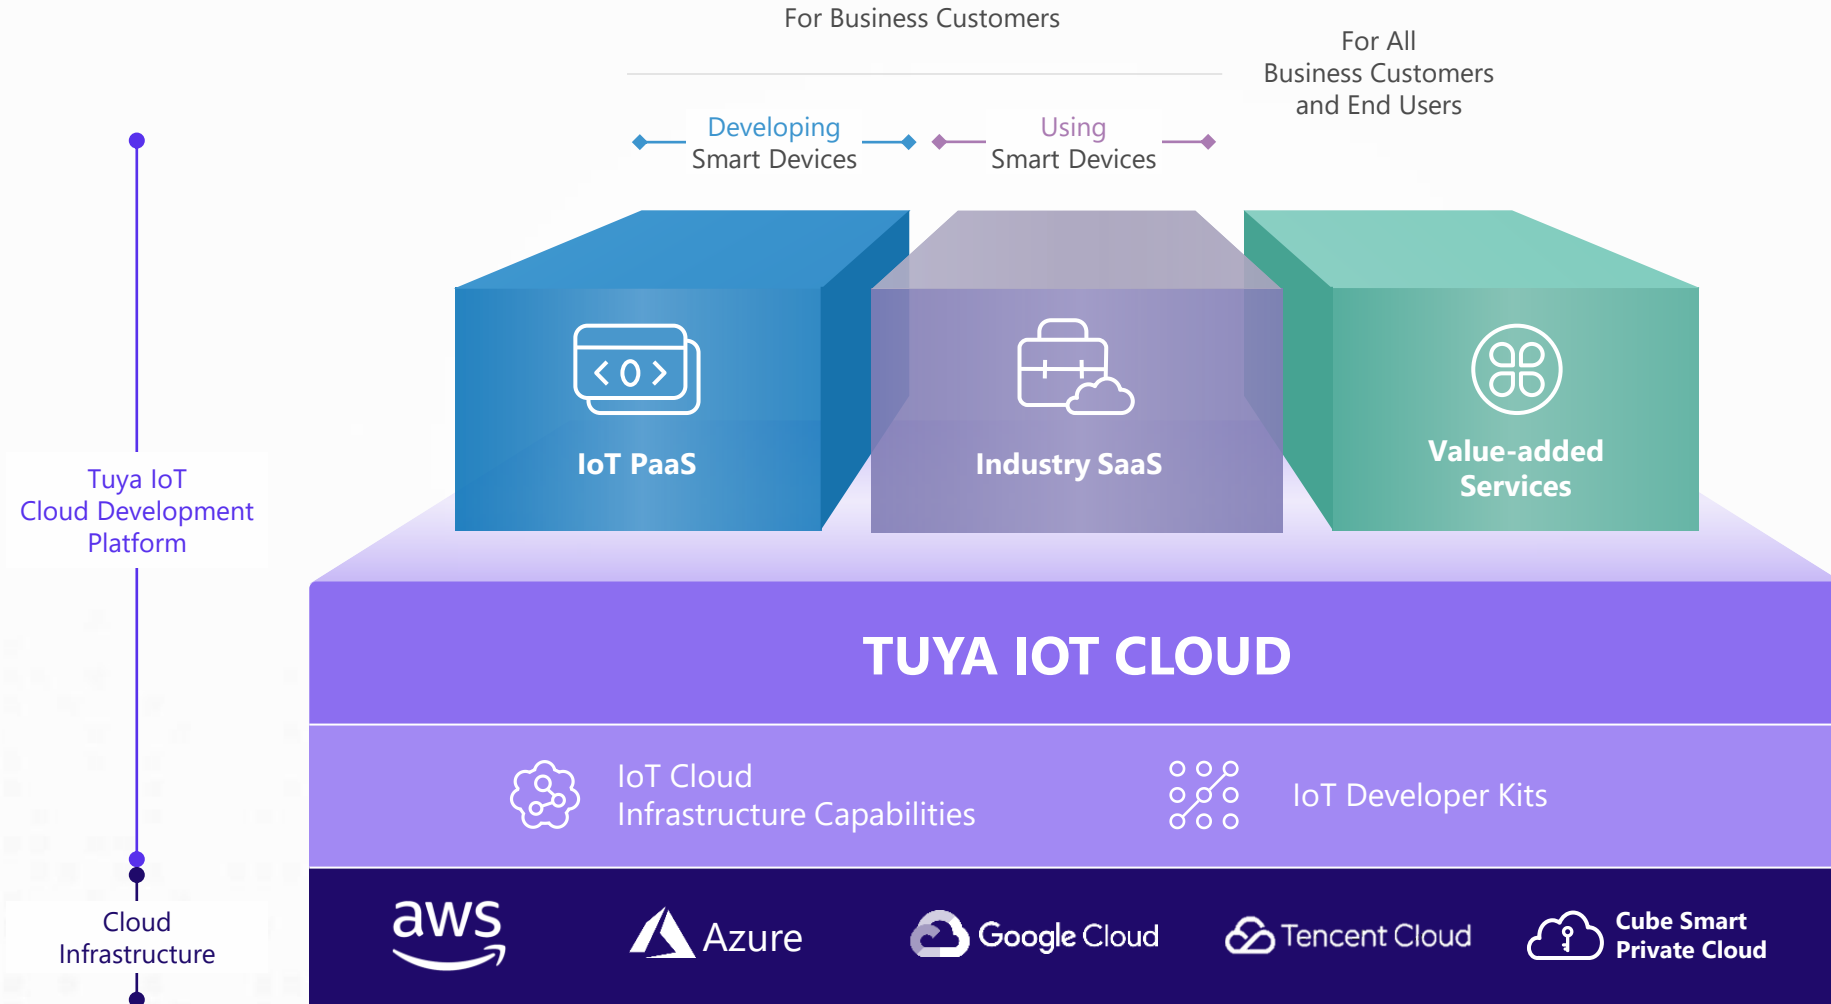 For Business Customers
For All
Business Customers
and End Users
Developing
Smart Devices
Using
Smart Devices
IoT PaaS
Industry SaaS
Value-added
Services
Tuya IoT
Cloud Development
Platform
TUYA IOT CLOUD
IoT Cloud
Infrastructure Capabilities
IoT Developer Kits
Cloud
Infrastructure
aws
Azure
Google Cloud
Tencent Cloud
Cube Smart
Private Cloud